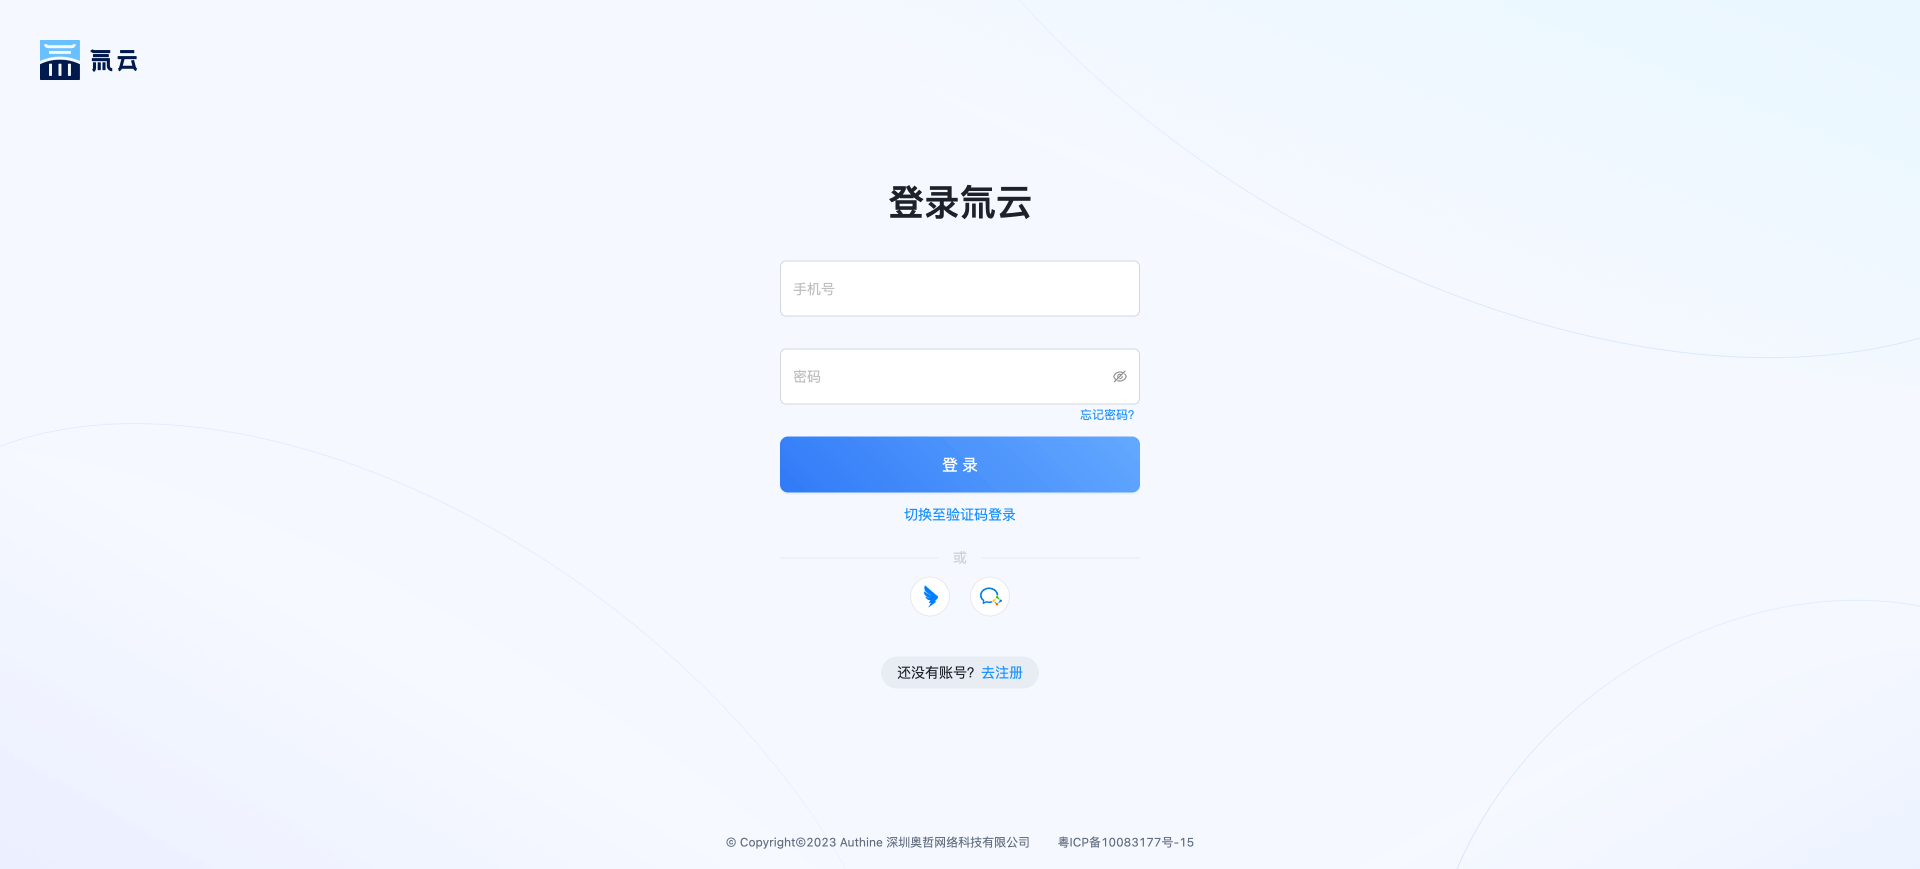 氚云
登录氚云
手机号
密码
忘记密码?
登 录
切换至验证码登录
或
还没有账号? 去注册
© Copyright©2023 Authine 深圳奥哲网络科技有限公司 粤ICP备10083177号-15